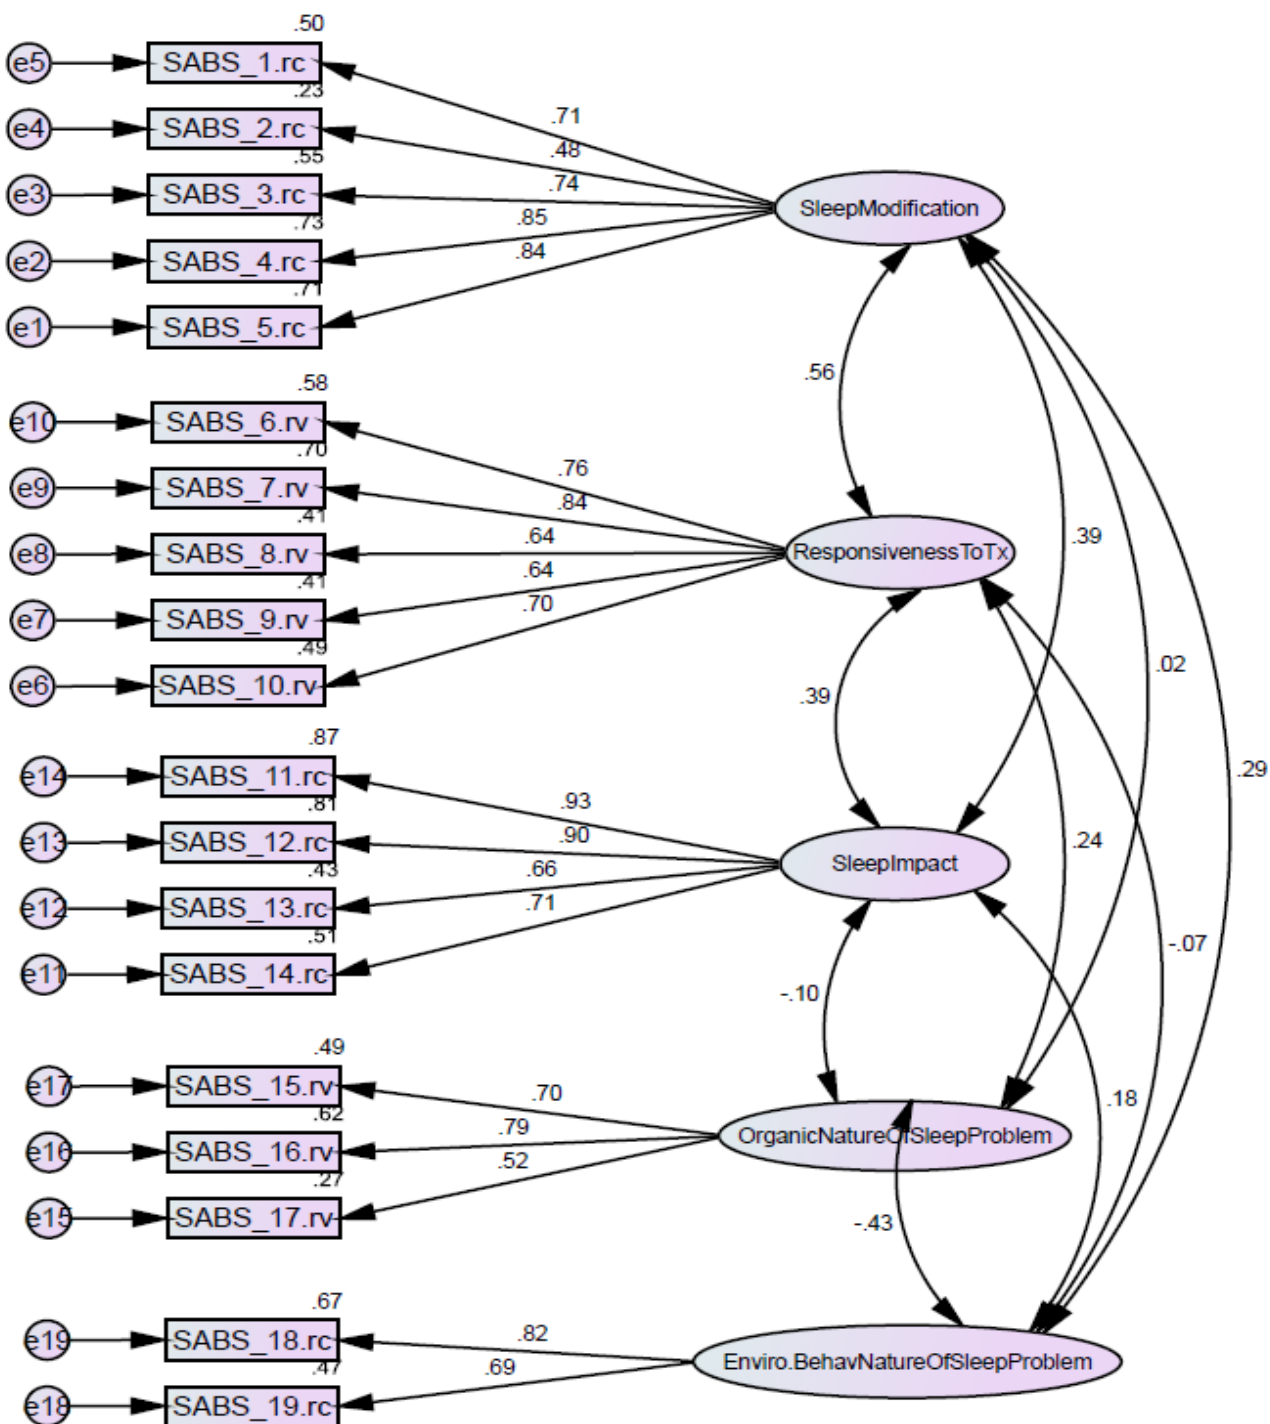 .50
e5 SABS_1.rc
.23
.71
e4 SABS_2.rc
.48
.55
.74
e3 SABS_3.rc
SleepModification
.73
.85
e2 SABS_4.rc
.84
.71
e1 SABS_5.rc
.56
.58
e10 SABS_6.rv
.70
.76
e9 SABS_7.rv
.84
.41
.64
.39
e8 SABS_8.rv
ResponsivenessToTx
.41
.64
.70
e7 SABS_9.rv
.49
.02
e6 SABS_10.rv
.39
.87
.29
e14 SABS_11.rc
.81
.93
.90
.24
e13 SABS_12.rc
.43
.66
SleepImpact
e12 SABS_13.rc
.71
.51
-.07
e11 SABS_14.rc
-.10
.49
e17 SABS_15.rv
.70
.18
.62
.79
OrganicNatureOfSleepProblem
e16 SABS_16.rv
.52
.27
e15 SABS_17.rv
-.43
.67
e19 SABS_18.rc
.82
.47
.69
Enviro.BehavNatureOfSleepProblem
e18 SABS_19.rc